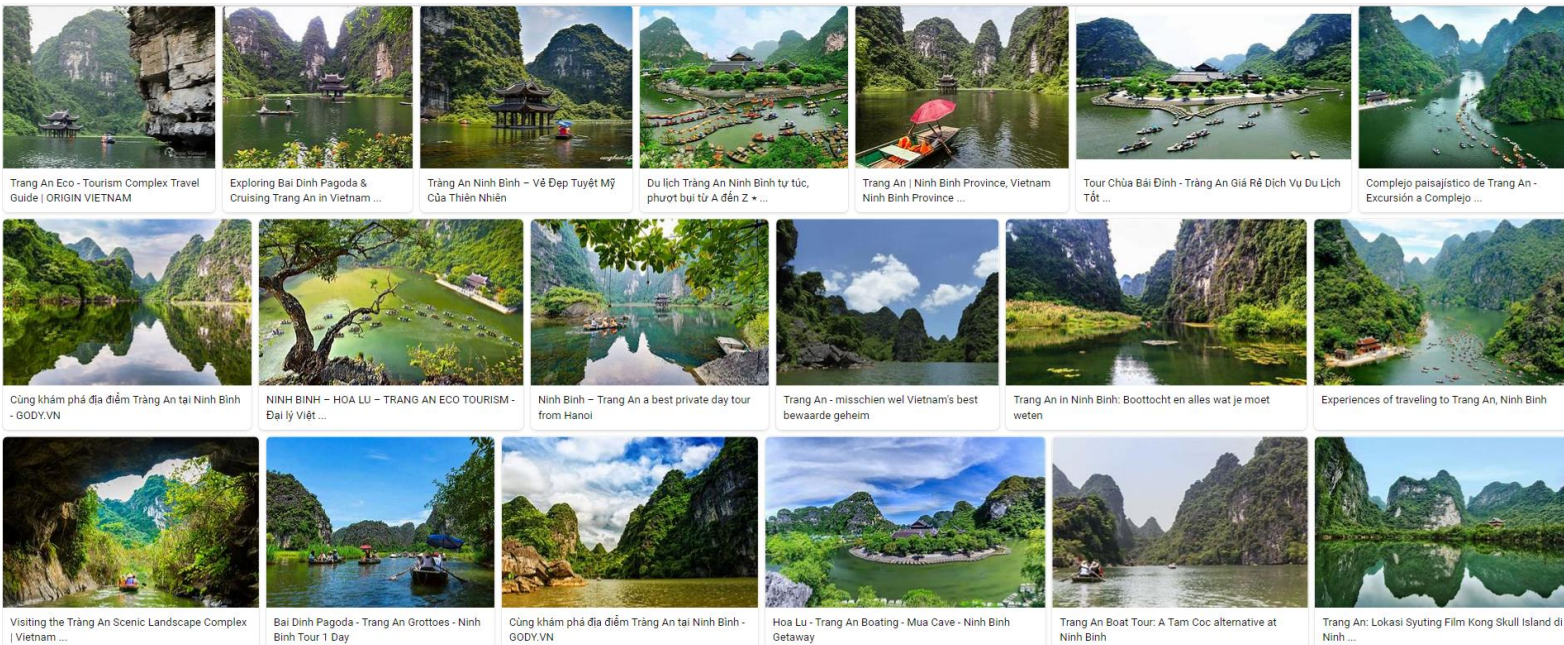 Trang An Eco - Tourism Complex Travel
Guide | ORIGIN VIETNAM
Exploring Bai Dinh Pagoda &
Cruising Trang An in Vietnam ...
Tràng An Ninh Bình – Vẻ Đẹp Tuyệt Mỹ
Của Thiên Nhiên
Du lịch Tràng An Ninh Bình tự túc,
phượt bụi từ A đến Z ★ ...
Trang An | Ninh Binh Province, Vietnam
Ninh Binh Province ...
Tour Chùa Bái Đính - Tràng An Giá Rẻ Dịch Vụ Du Lịch
Tốt ...
Complejo paisajístico de Trang An -
Excursión a Complejo ...
Cùng khám phá địa điểm Tràng An tại Ninh Bình
- GODY.VN
NINH BINH – HOA LU – TRANG AN ECO TOURISM -
Đại lý Việt ...
Ninh Binh – Trang An a best private day tour
from Hanoi
Trang An - misschien wel Vietnam's best
bewaarde geheim
Trang An in Ninh Binh: Boottocht en alles wat je moet
weten
Experiences of traveling to Trang An, Ninh Binh
Visiting the Tràng An Scenic Landscape Complex
| Vietnam ...
Bai Dinh Pagoda - Trang An Grottoes - Ninh
Binh Tour 1 Day
Cùng khám phá địa điểm Tràng An tại Ninh Bình -
GODY.VN
Hoa Lu - Trang An Boating - Mua Cave - Ninh Binh
Getaway
Trang An Boat Tour: A Tam Coc alternative at
Ninh Binh
Trang An: Lokasi Syuting Film Kong Skull Island di
Ninh ...